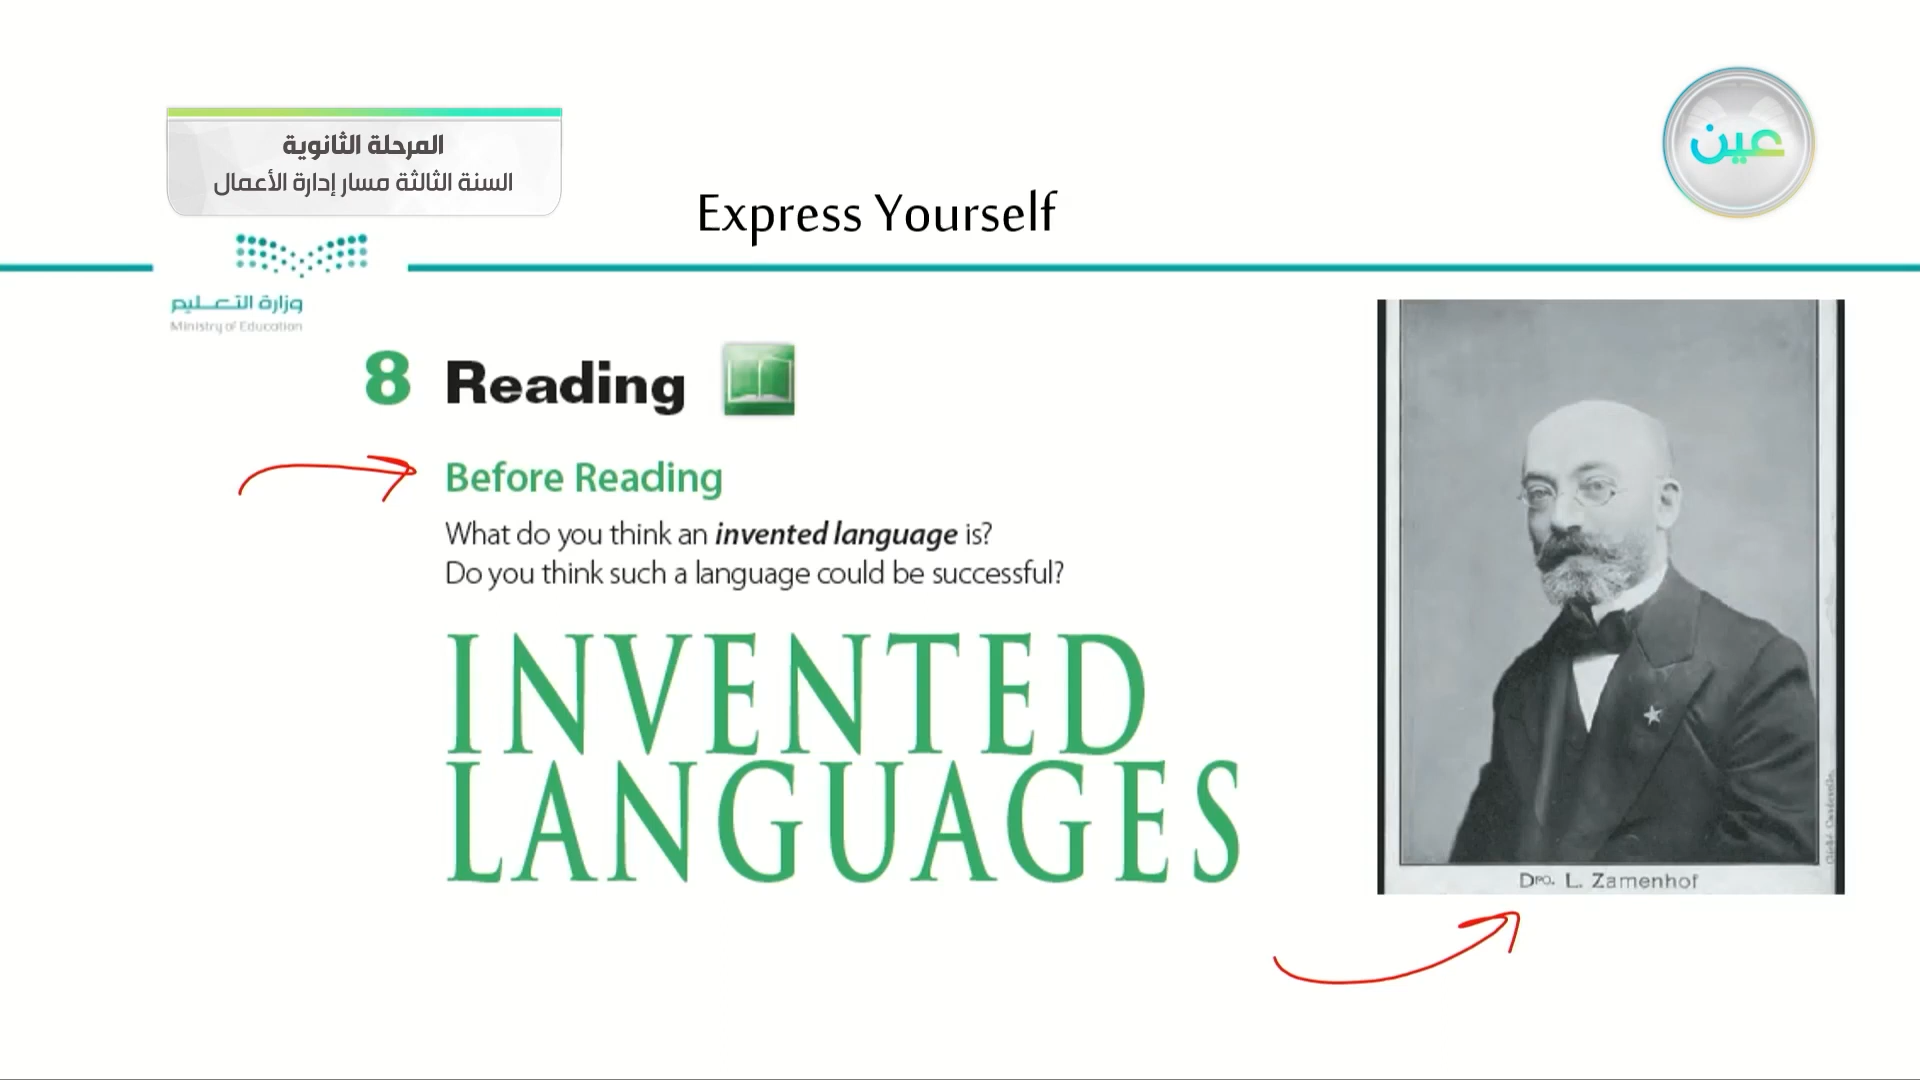 المرحلة الثانوية
السنة الثالثة مسار إدارة الأعمال
عين
Express Yourself
وزارة التعليم
Ministry of Education
8 Reading
Before Reading
What do you think an invented language is?
Do you think such a language could be successful?
INVENTED
LANGUAGES
Dro. L. Zamenhof